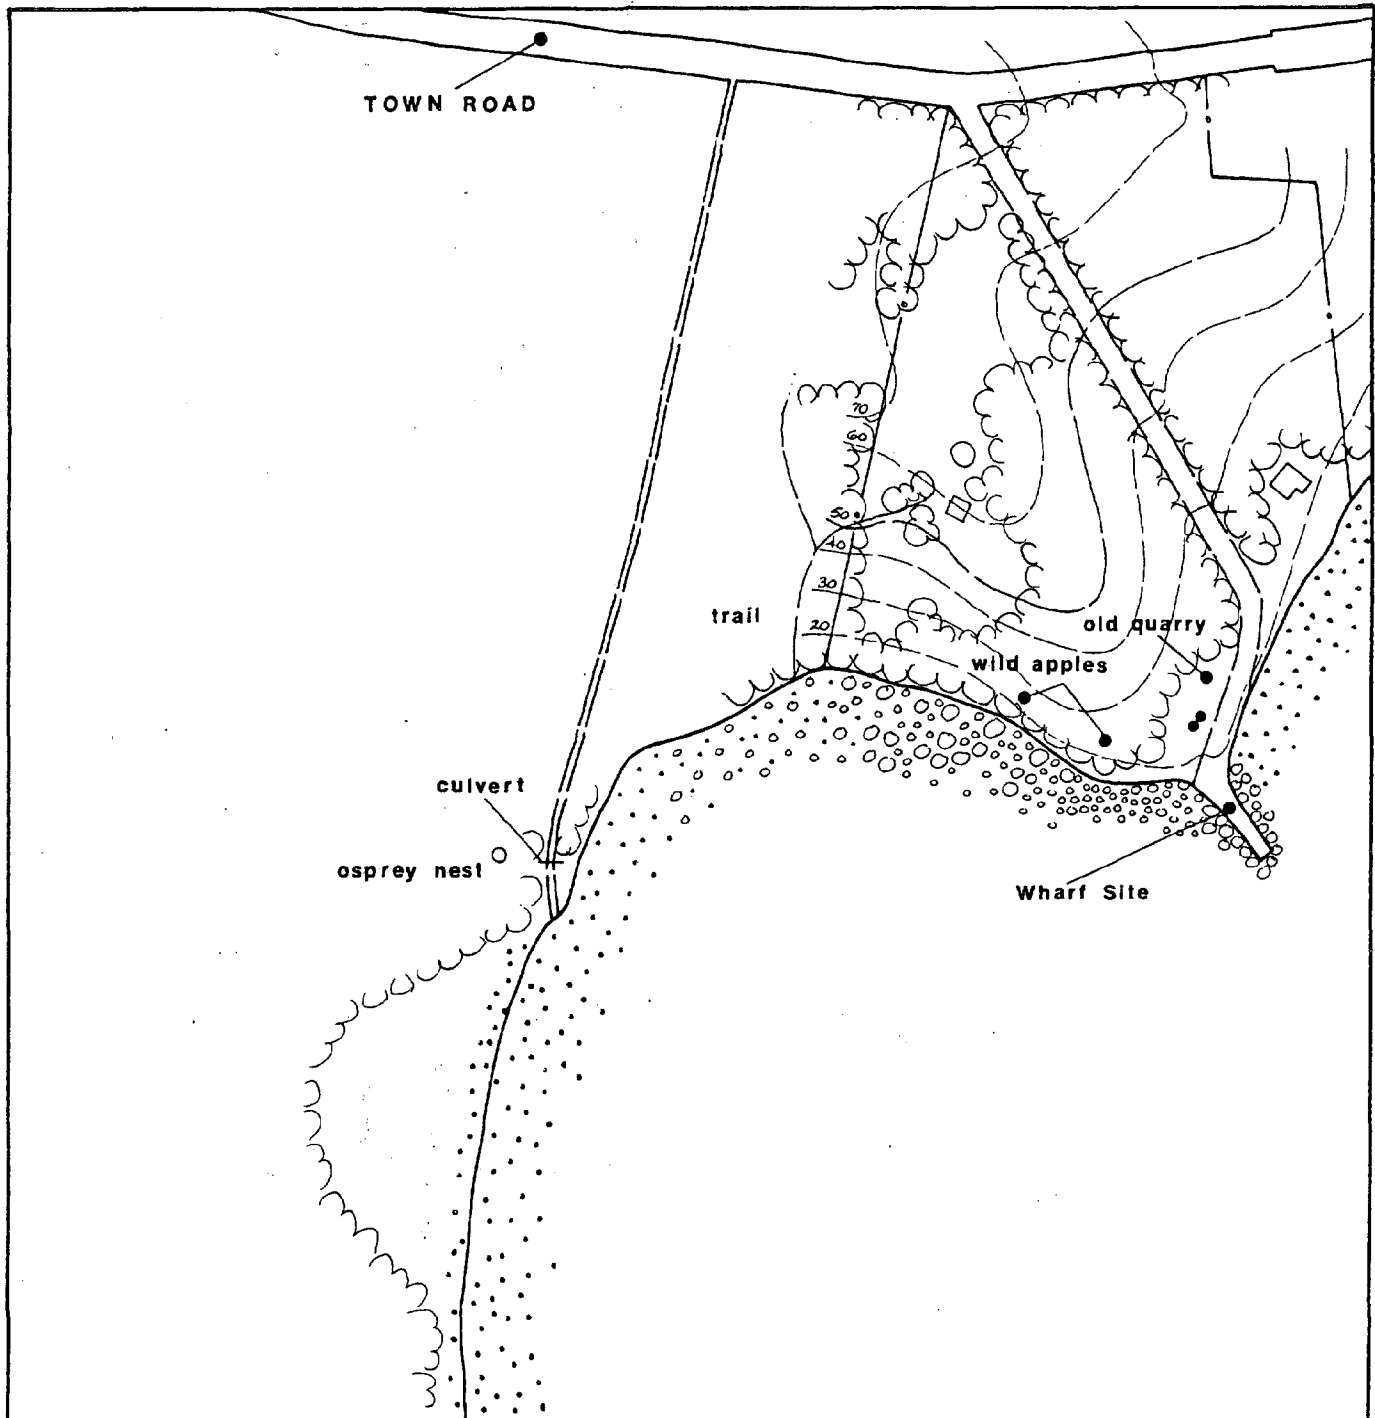 TOWN ROAD
70
60
50
40
30
trail
20
old quarry
wild apples
culvert
osprey nest
Wharf Site